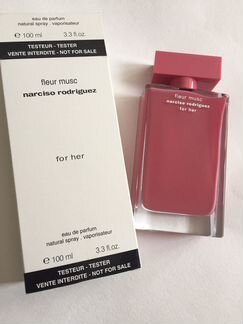 eau de parfum
natural spray - vaporisateur
℮ 100 ml 3.3 fl.oz.
TESTEUR - TESTER
VENTE INTERDITE - NOT FOR SALE
fleur musc
narciso rodriguez
for her
eau de parfum
natural spray - vaporisateur
℮ 100 ml 3.3 fl.oz.
TESTEUR - TESTER
VENTE INTERDITE - NOT FOR SALE
fleur musc
narciso rodriguez
for her